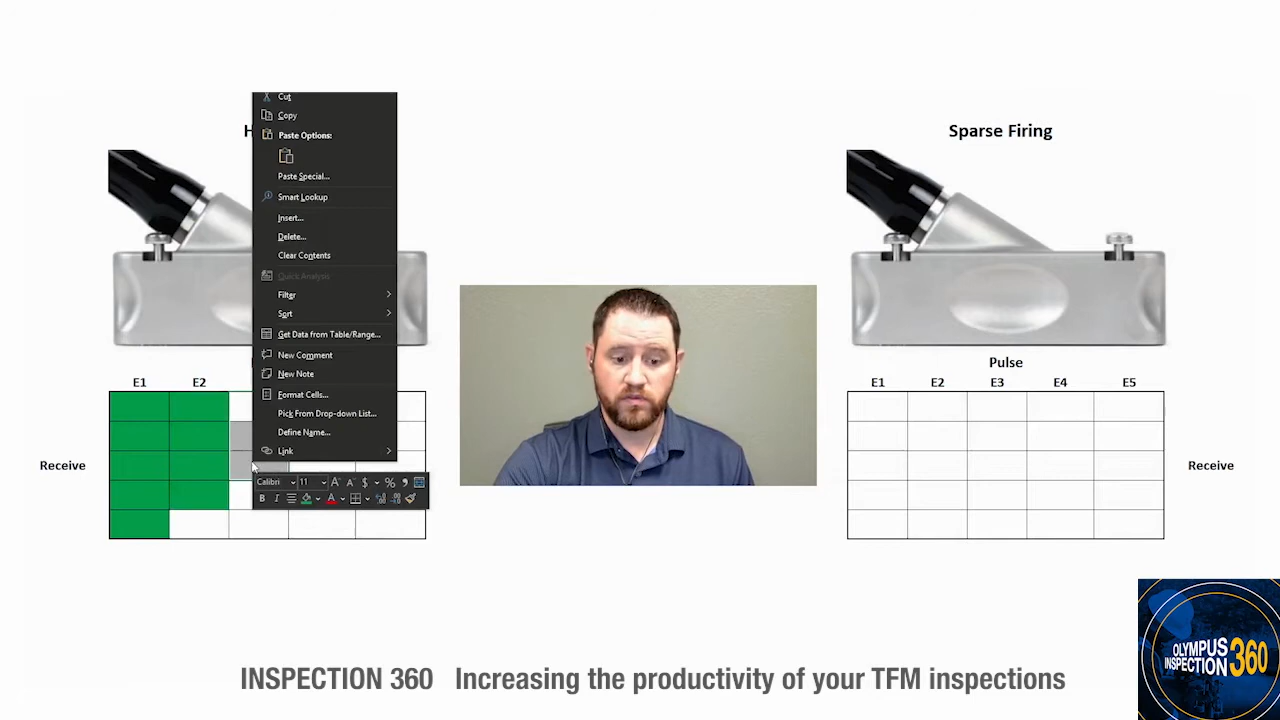 H
Sparse Firing
Cut
Copy
Paste Options:
Paste Special...
Smart Lookup
Insert...
Delete...
Clear Contents
Quick Analysis
Filter
Sort
Get Data from Table/Range...
New Comment
New Note
Format Cells...
Pick From Drop-down List...
Define Name...
Link
Calibri 11 A A $ % ,
B I A
E1 E2
Receive
Pulse
E1 E2 E3 E4 E5
Receive
OLYMPUS
INSPECTION 360
INSPECTION 360 Increasing the productivity of your TFM inspections